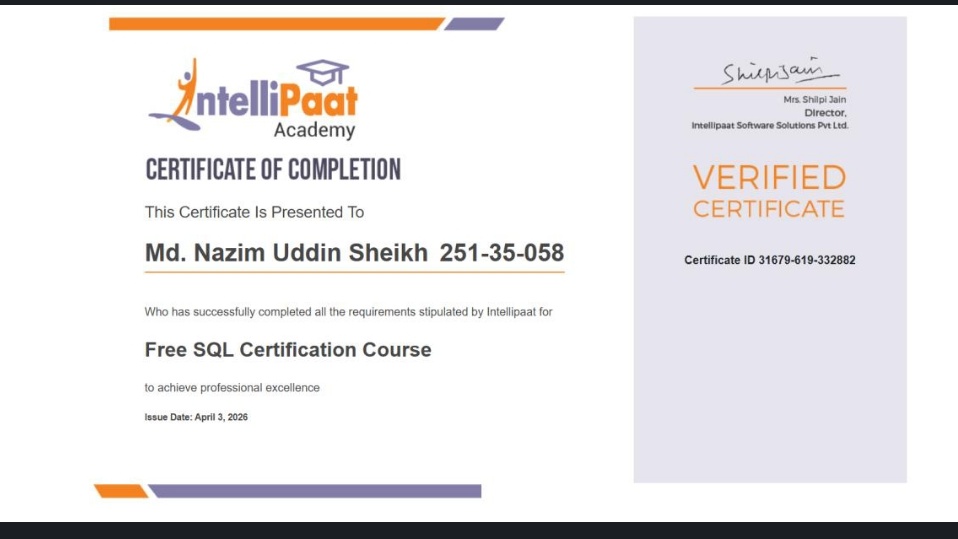 IntelliPaat
Academy
CERTIFICATE OF COMPLETION
This Certificate Is Presented To
Md. Nazim Uddin Sheikh 251-35-058
Who has successfully completed all the requirements stipulated by Intellipaat for
Free SQL Certification Course
to achieve professional excellence
Issue Date: April 3, 2026
Shilpi Jain
Mrs. Shilpi Jain
Director,
Intellipaat Software Solutions Pvt Ltd.
VERIFIED
CERTIFICATE
Certificate ID 31679-619-332882